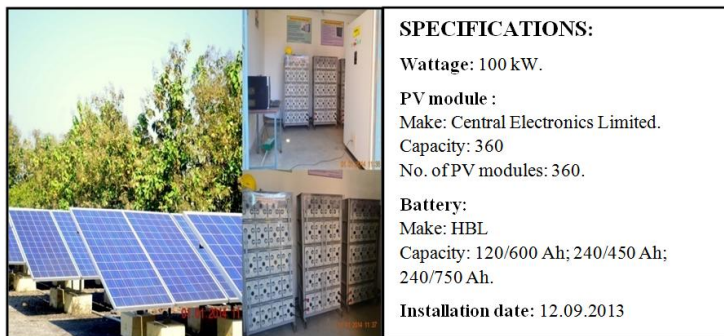 SPECIFICATIONS:
Wattage: 100 kW.
PV module :
Make: Central Electronics Limited.
Capacity: 360
No. of PV modules: 360.
Battery:
Make: HBL
Capacity: 120/600 Ah; 240/450 Ah;
240/750 Ah.
Installation date: 12.09.2013